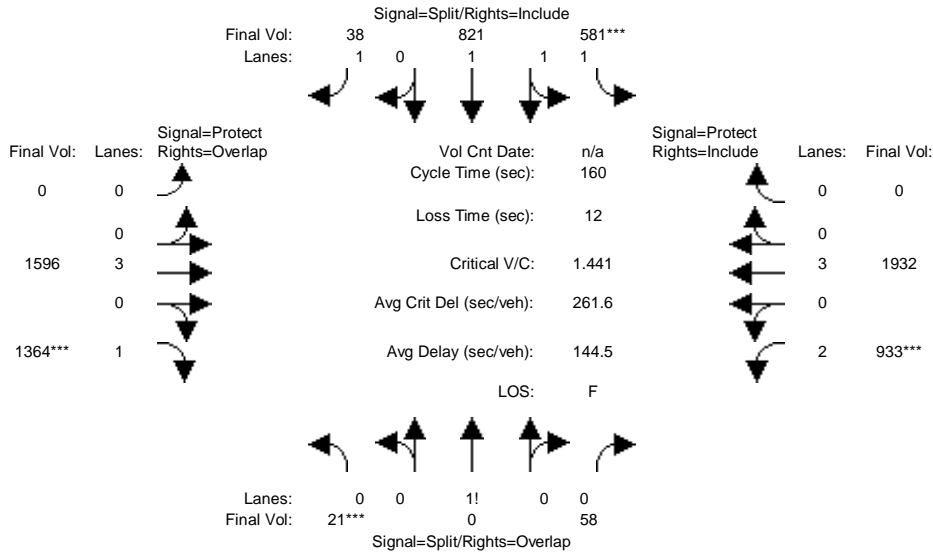 Signal=Split/Rights=Include
Final Vol: 38 821 581***
Lanes: 1 0 1 1 1
Signal=Protect Signal=Protect
Final Vol: Lanes: Rights=Overlap Vol Cnt Date: n/a Rights=Include Lanes: Final Vol:
Cycle Time (sec): 160
0 0 0 0
Loss Time (sec): 12
0 0
1596 3 Critical V/C: 1.441 3 1932
0 Avg Crit Del (sec/veh): 261.6 0
1364*** 1 Avg Delay (sec/veh): 144.5 2 933***
LOS: F
Lanes: 0 0 1! 0 0
Final Vol: 21*** 0 58
Signal=Split/Rights=Overlap